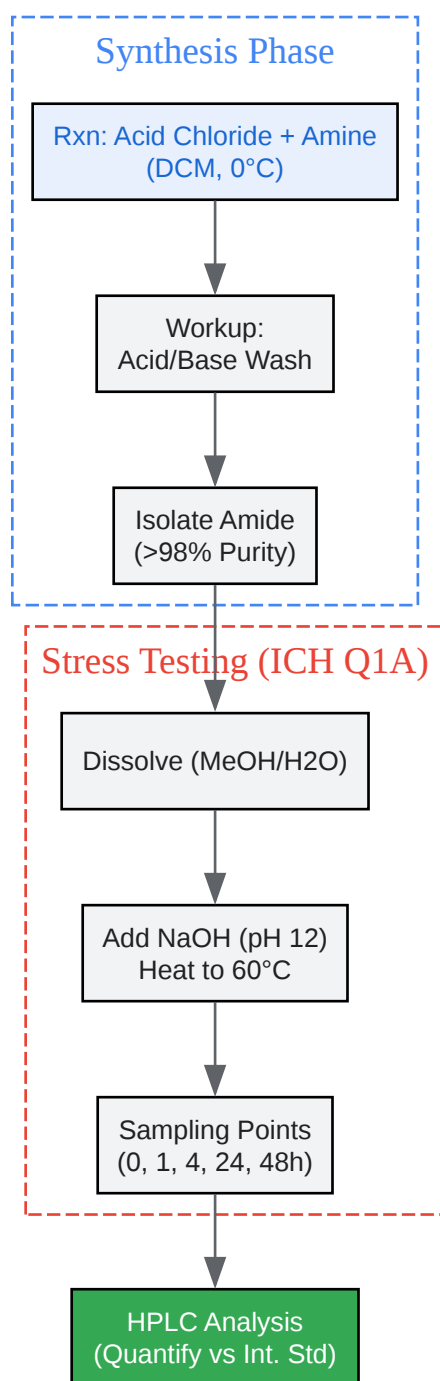 Synthesis Phase
Rxn: Acid Chloride + Amine
(DCM, 0°C)
Workup:
Acid/Base Wash
Isolate Amide
(>98% Purity)
Stress Testing (ICH Q1A)
Dissolve (MeOH/H2O)
Add NaOH (pH 12)
Heat to 60°C
Sampling Points
(0, 1, 4, 24, 48h)
HPLC Analysis
(Quantify vs Int. Std)